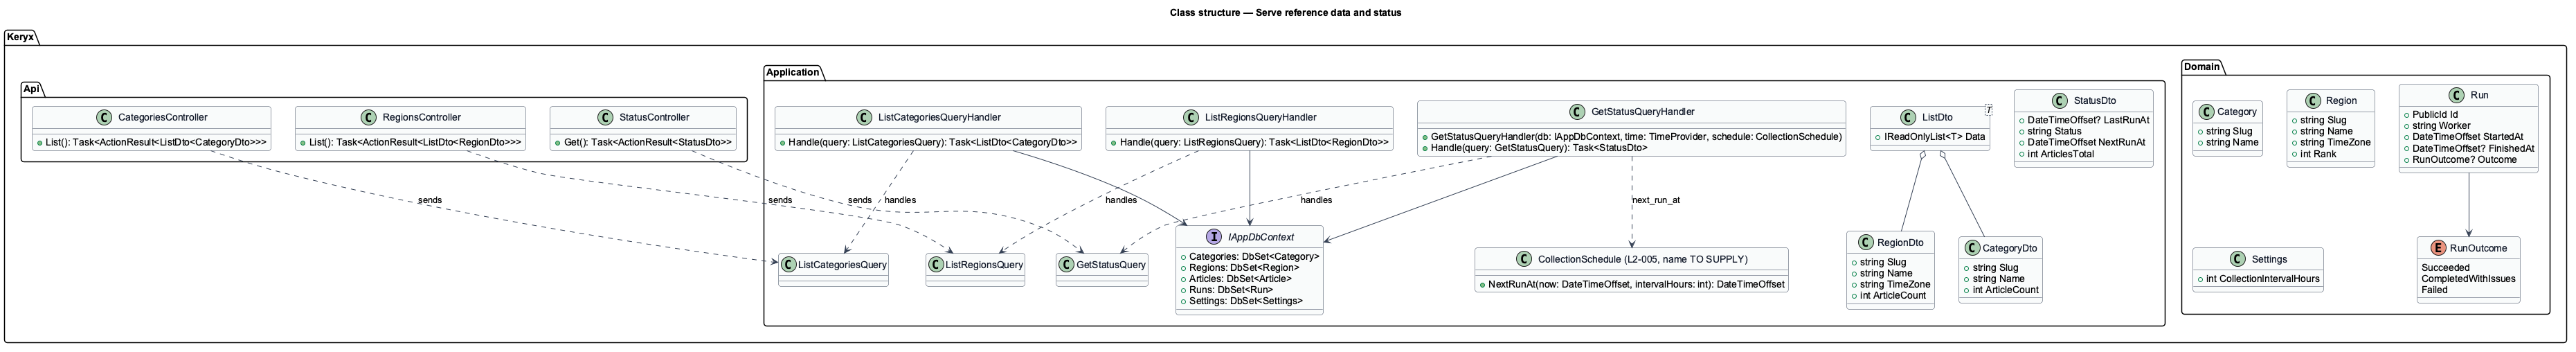 Class structure — Serve reference data and status
Keryx
Api
CategoriesController
List(): Task<ActionResult<ListDto<CategoryDto>>>
RegionsController
List(): Task<ActionResult<ListDto<RegionDto>>>
StatusController
Get(): Task<ActionResult<StatusDto>>
Application
ListCategoriesQueryHandler
Handle(query: ListCategoriesQuery): Task<ListDto<CategoryDto>>
ListRegionsQueryHandler
Handle(query: ListRegionsQuery): Task<ListDto<RegionDto>>
GetStatusQueryHandler
GetStatusQueryHandler(db: IAppDbContext, time: TimeProvider, schedule: CollectionSchedule)
Handle(query: GetStatusQuery): Task<StatusDto>
ListDto
T
IReadOnlyList<T> Data
StatusDto
DateTimeOffset? LastRunAt
string Status
DateTimeOffset NextRunAt
int ArticlesTotal
Domain
Category
string Slug
string Name
Region
string Slug
string Name
string TimeZone
int Rank
Run
PublicId Id
string Worker
DateTimeOffset StartedAt
DateTimeOffset? FinishedAt
RunOutcome? Outcome
sends
sends
sends
handles
handles
handles
next_run_at
ListCategoriesQuery
ListRegionsQuery
GetStatusQuery
IAppDbContext
Categories: DbSet<Category>
Regions: DbSet<Region>
Articles: DbSet<Article>
Runs: DbSet<Run>
Settings: DbSet<Settings>
CollectionSchedule (L2-005, name TO SUPPLY)
NextRunAt(now: DateTimeOffset, intervalHours: int): DateTimeOffset
RegionDto
string Slug
string Name
string TimeZone
int ArticleCount
CategoryDto
string Slug
string Name
int ArticleCount
Settings
int CollectionIntervalHours
RunOutcome
Succeeded
CompletedWithIssues
Failed